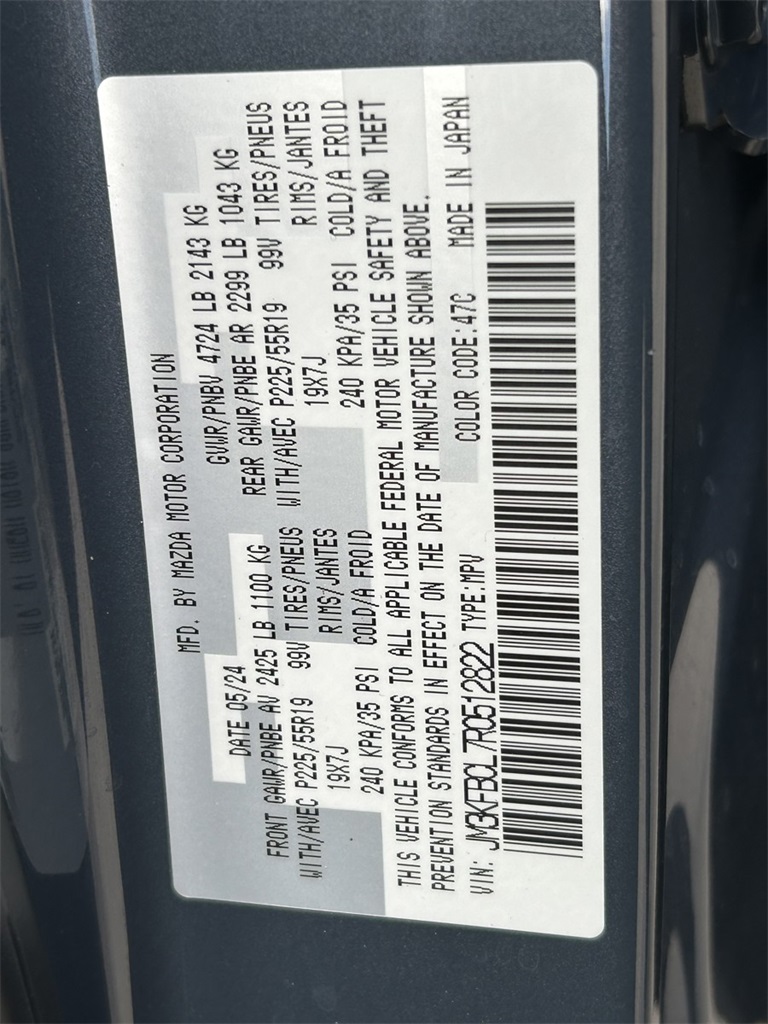 MFD. BY MAZDA MOTOR CORPORATION
DATE 05/24 GVWR/PNBV 4724 LB 2143 KG
FRONT GAWR/PNBE AV 2425 LB 1100 KG REAR GAWR/PNBE AR 2299 LB 1043 KG
WITH/AVEC P225/55R19 99V TIRES/PNEUS WITH/AVEC P225/55R19 99V TIRES/PNEUS
19X7J RIMS/JANTES 19X7J RIMS/JANTES
240 KPA/35 PSI COLD/A FROID 240 KPA/35 PSI COLD/A FROID
THIS VEHICLE CONFORMS TO ALL APPLICABLE FEDERAL MOTOR VEHICLE SAFETY AND THEFT
PREVENTION STANDARDS IN EFFECT ON THE DATE OF MANUFACTURE SHOWN ABOVE.
VIN: JM3KFBCL7R0512822 TYPE:MPV COLOR CODE:47C MADE IN JAPAN